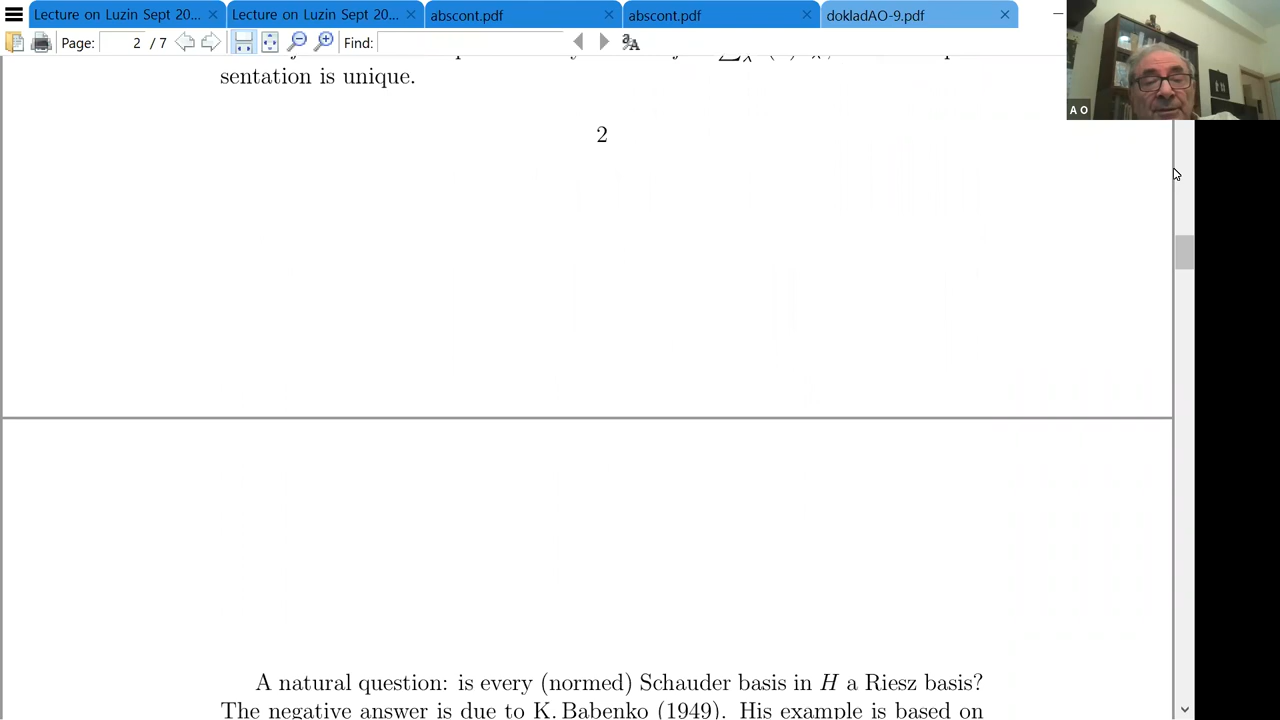 Lecture on Luzin Sept 20... Lecture on Luzin Sept 20... abscont.pdf abscont.pdf dokladAO-9.pdf
Page: 2 / 7 Find:
sentation is unique.
A O
2
A natural question: is every (normed) Schauder basis in H a Riesz basis?
The negative answer is due to K. Babenko (1949). His example is based on